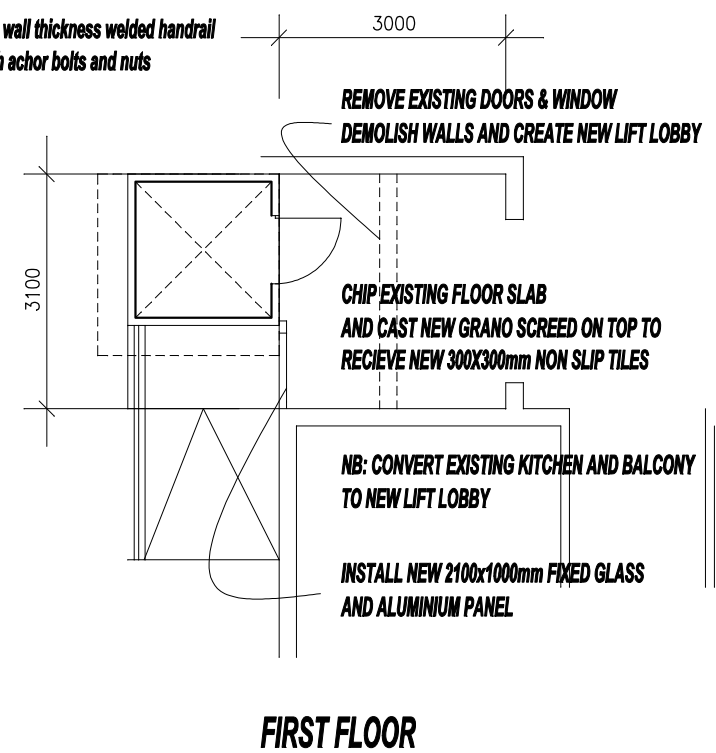 wall thickness welded handrail
achor bolts and nuts
3000
REMOVE EXISTING DOORS & WINDOW
DEMOLISH WALLS AND CREATE NEW LIFT LOBBY
3100
CHIP EXISTING FLOOR SLAB
AND CAST NEW GRANO SCREED ON TOP TO
RECIEVE NEW 300X300mm NON SLIP TILES
NB: CONVERT EXISTING KITCHEN AND BALCONY
TO NEW LIFT LOBBY
INSTALL NEW 2100x1000mm FIXED GLASS
AND ALUMINIUM PANEL
FIRST FLOOR